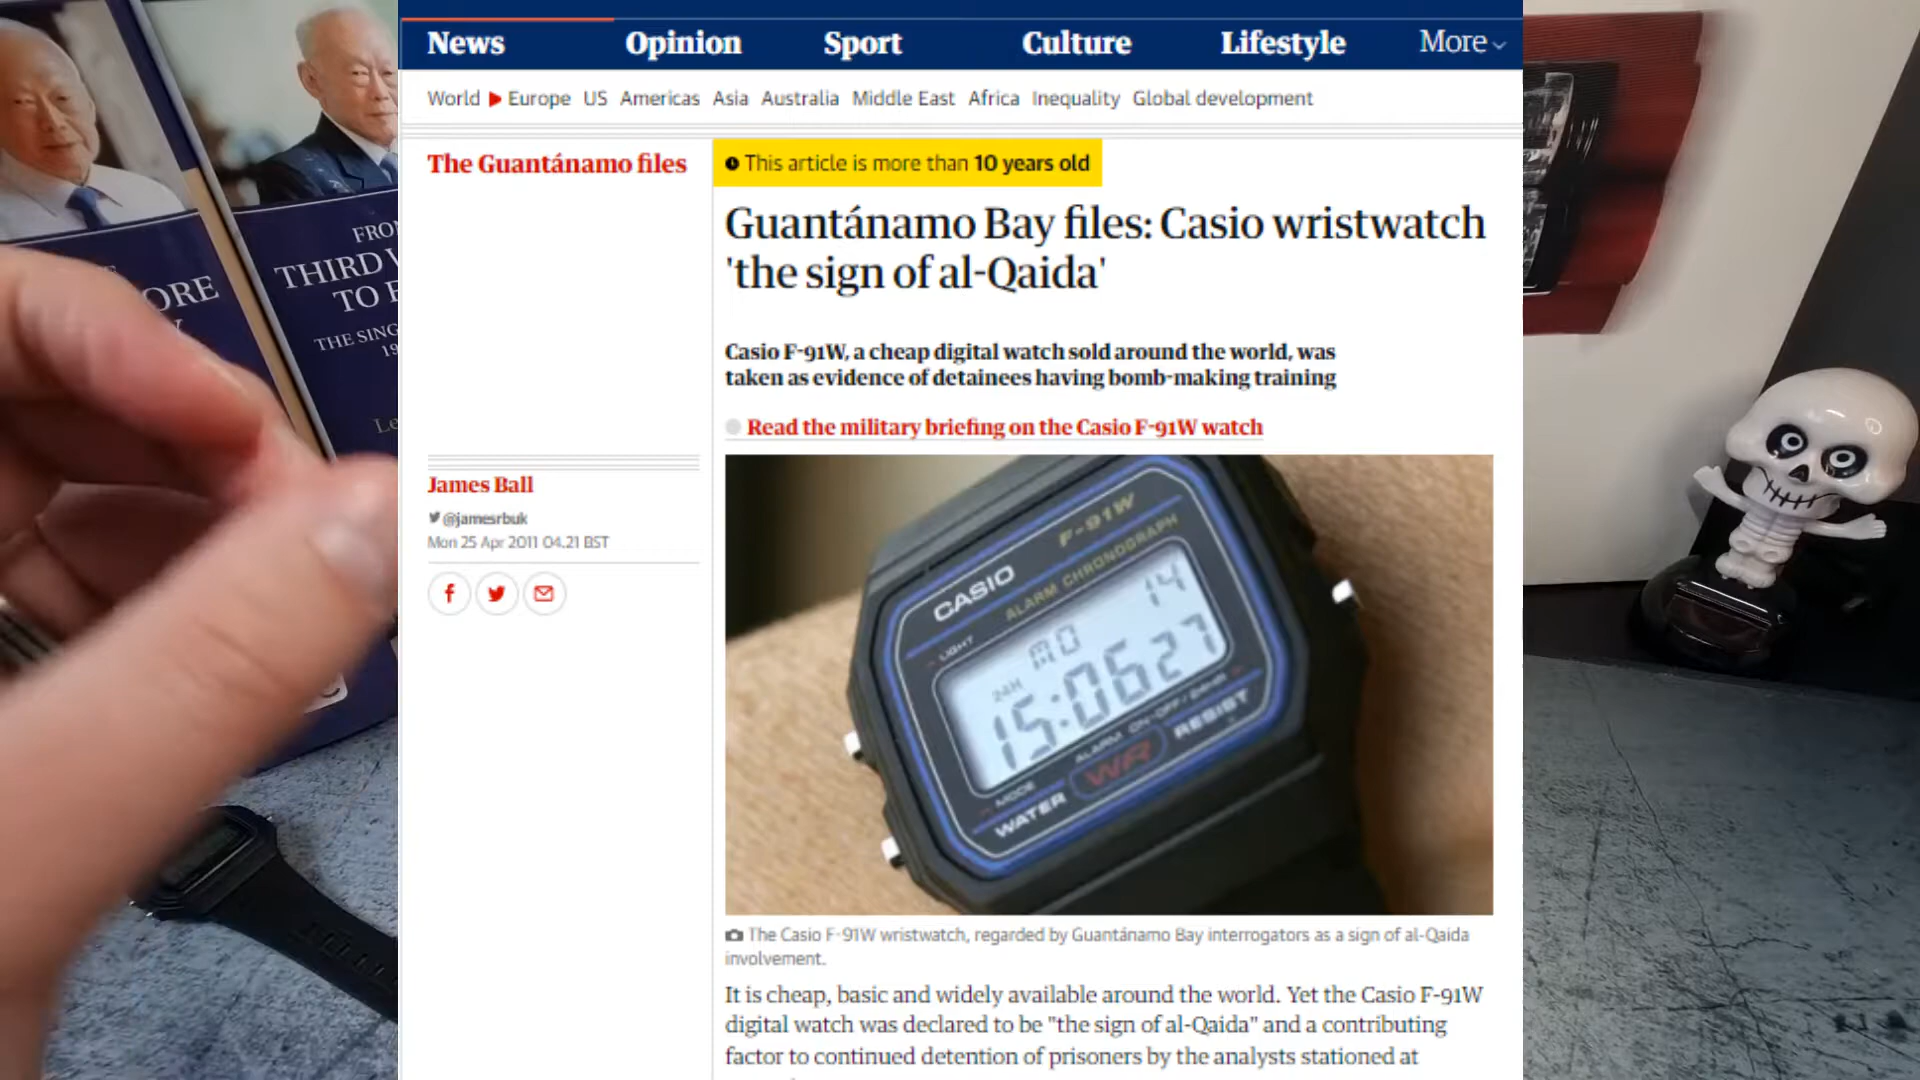 News Opinion Sport Culture Lifestyle More
World Europe US Americas Asia Australia Middle East Africa Inequality Global development
The Guantánamo files
This article is more than 10 years old
Guantánamo Bay files: Casio wristwatch
'the sign of al-Qaida'
Casio F-91W, a cheap digital watch sold around the world, was
taken as evidence of detainees having bomb-making training
Read the military briefing on the Casio F-91W watch
James Ball
@jamesrbuk
Mon 25 Apr 2011 04.21 BST
F-91W
CASIO
ALARM CHRONOGRAPH
LIGHT
MO 14
24H
15:06 27
ALARM ON·OFF/24HR
MODE
WATER WR RESIST
The Casio F-91W wristwatch, regarded by Guantánamo Bay interrogators as a sign of al-Qaida
involvement.
It is cheap, basic and widely available around the world. Yet the Casio F-91W
digital watch was declared to be "the sign of al-Qaida" and a contributing
factor to continued detention of prisoners by the analysts stationed at
ORE
FRO
THIRD
TO F
THE SING
19
Le